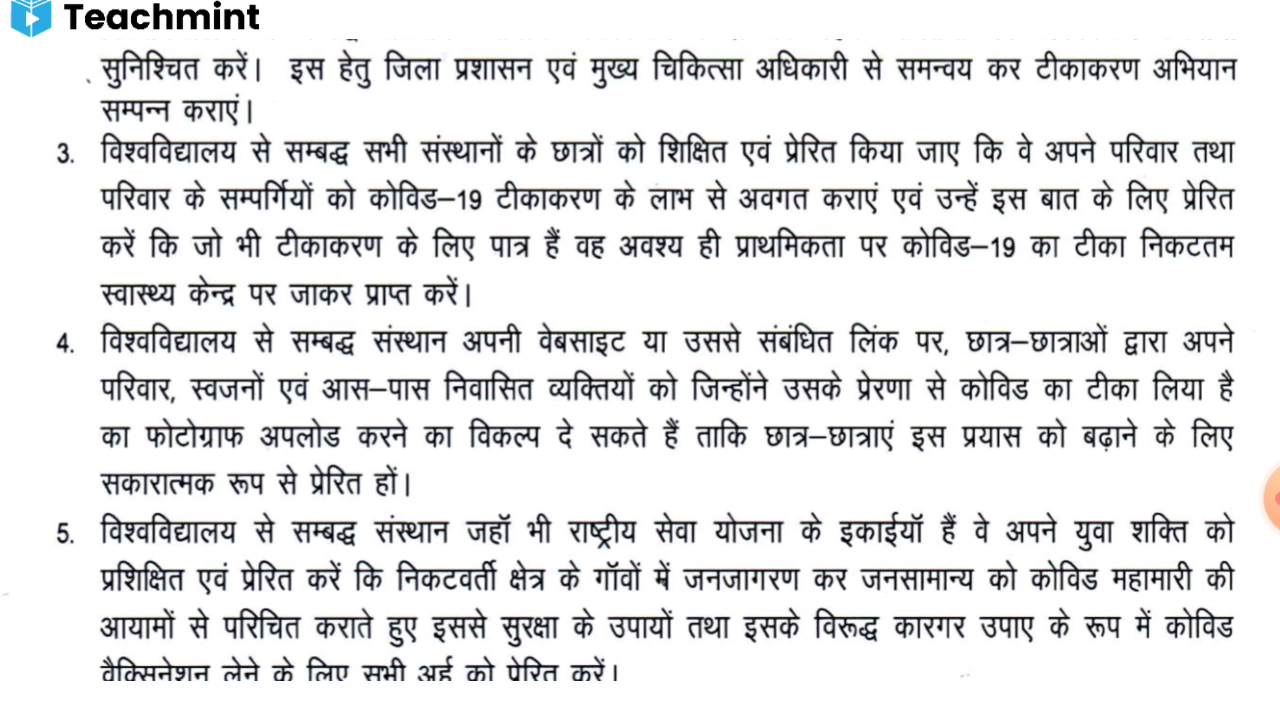 Teachmint
सुनिश्चित करें। इस हेतु जिला प्रशासन एवं मुख्य चिकित्सा अधिकारी से समन्वय कर टीकाकरण अभियान
सम्पन्न कराएं।
3. विश्वविद्यालय से सम्बद्ध सभी संस्थानों के छात्रों को शिक्षित एवं प्रेरित किया जाए कि वे अपने परिवार तथा
परिवार के सम्पर्गियों को कोविड–19 टीकाकरण के लाभ से अवगत कराएं एवं उन्हें इस बात के लिए प्रेरित
करें कि जो भी टीकाकरण के लिए पात्र हैं वह अवश्य ही प्राथमिकता पर कोविड–19 का टीका निकटतम
स्वास्थ्य केन्द्र पर जाकर प्राप्त करें।
4. विश्वविद्यालय से सम्बद्ध संस्थान अपनी वेबसाइट या उससे संबंधित लिंक पर, छात्र–छात्राओं द्वारा अपने
परिवार, स्वजनों एवं आस–पास निवासित व्यक्तियों को जिन्होंने उसके प्रेरणा से कोविड का टीका लिया है
का फोटोग्राफ अपलोड करने का विकल्प दे सकते हैं ताकि छात्र–छात्राएं इस प्रयास को बढ़ाने के लिए
सकारात्मक रूप से प्रेरित हों।
5. विश्वविद्यालय से सम्बद्ध संस्थान जहॉ भी राष्ट्रीय सेवा योजना के इकाईयॉ हैं वे अपने युवा शक्ति को
प्रशिक्षित एवं प्रेरित करें कि निकटवर्ती क्षेत्र के गॉवों में जनजागरण कर जनसामान्य को कोविड महामारी की
आयामों से परिचित कराते हुए इससे सुरक्षा के उपायों तथा इसके विरूद्ध कारगर उपाए के रूप में कोविड
वैक्सिनेशन लेने के लिए सभी अर्ह को प्रेरित करें।